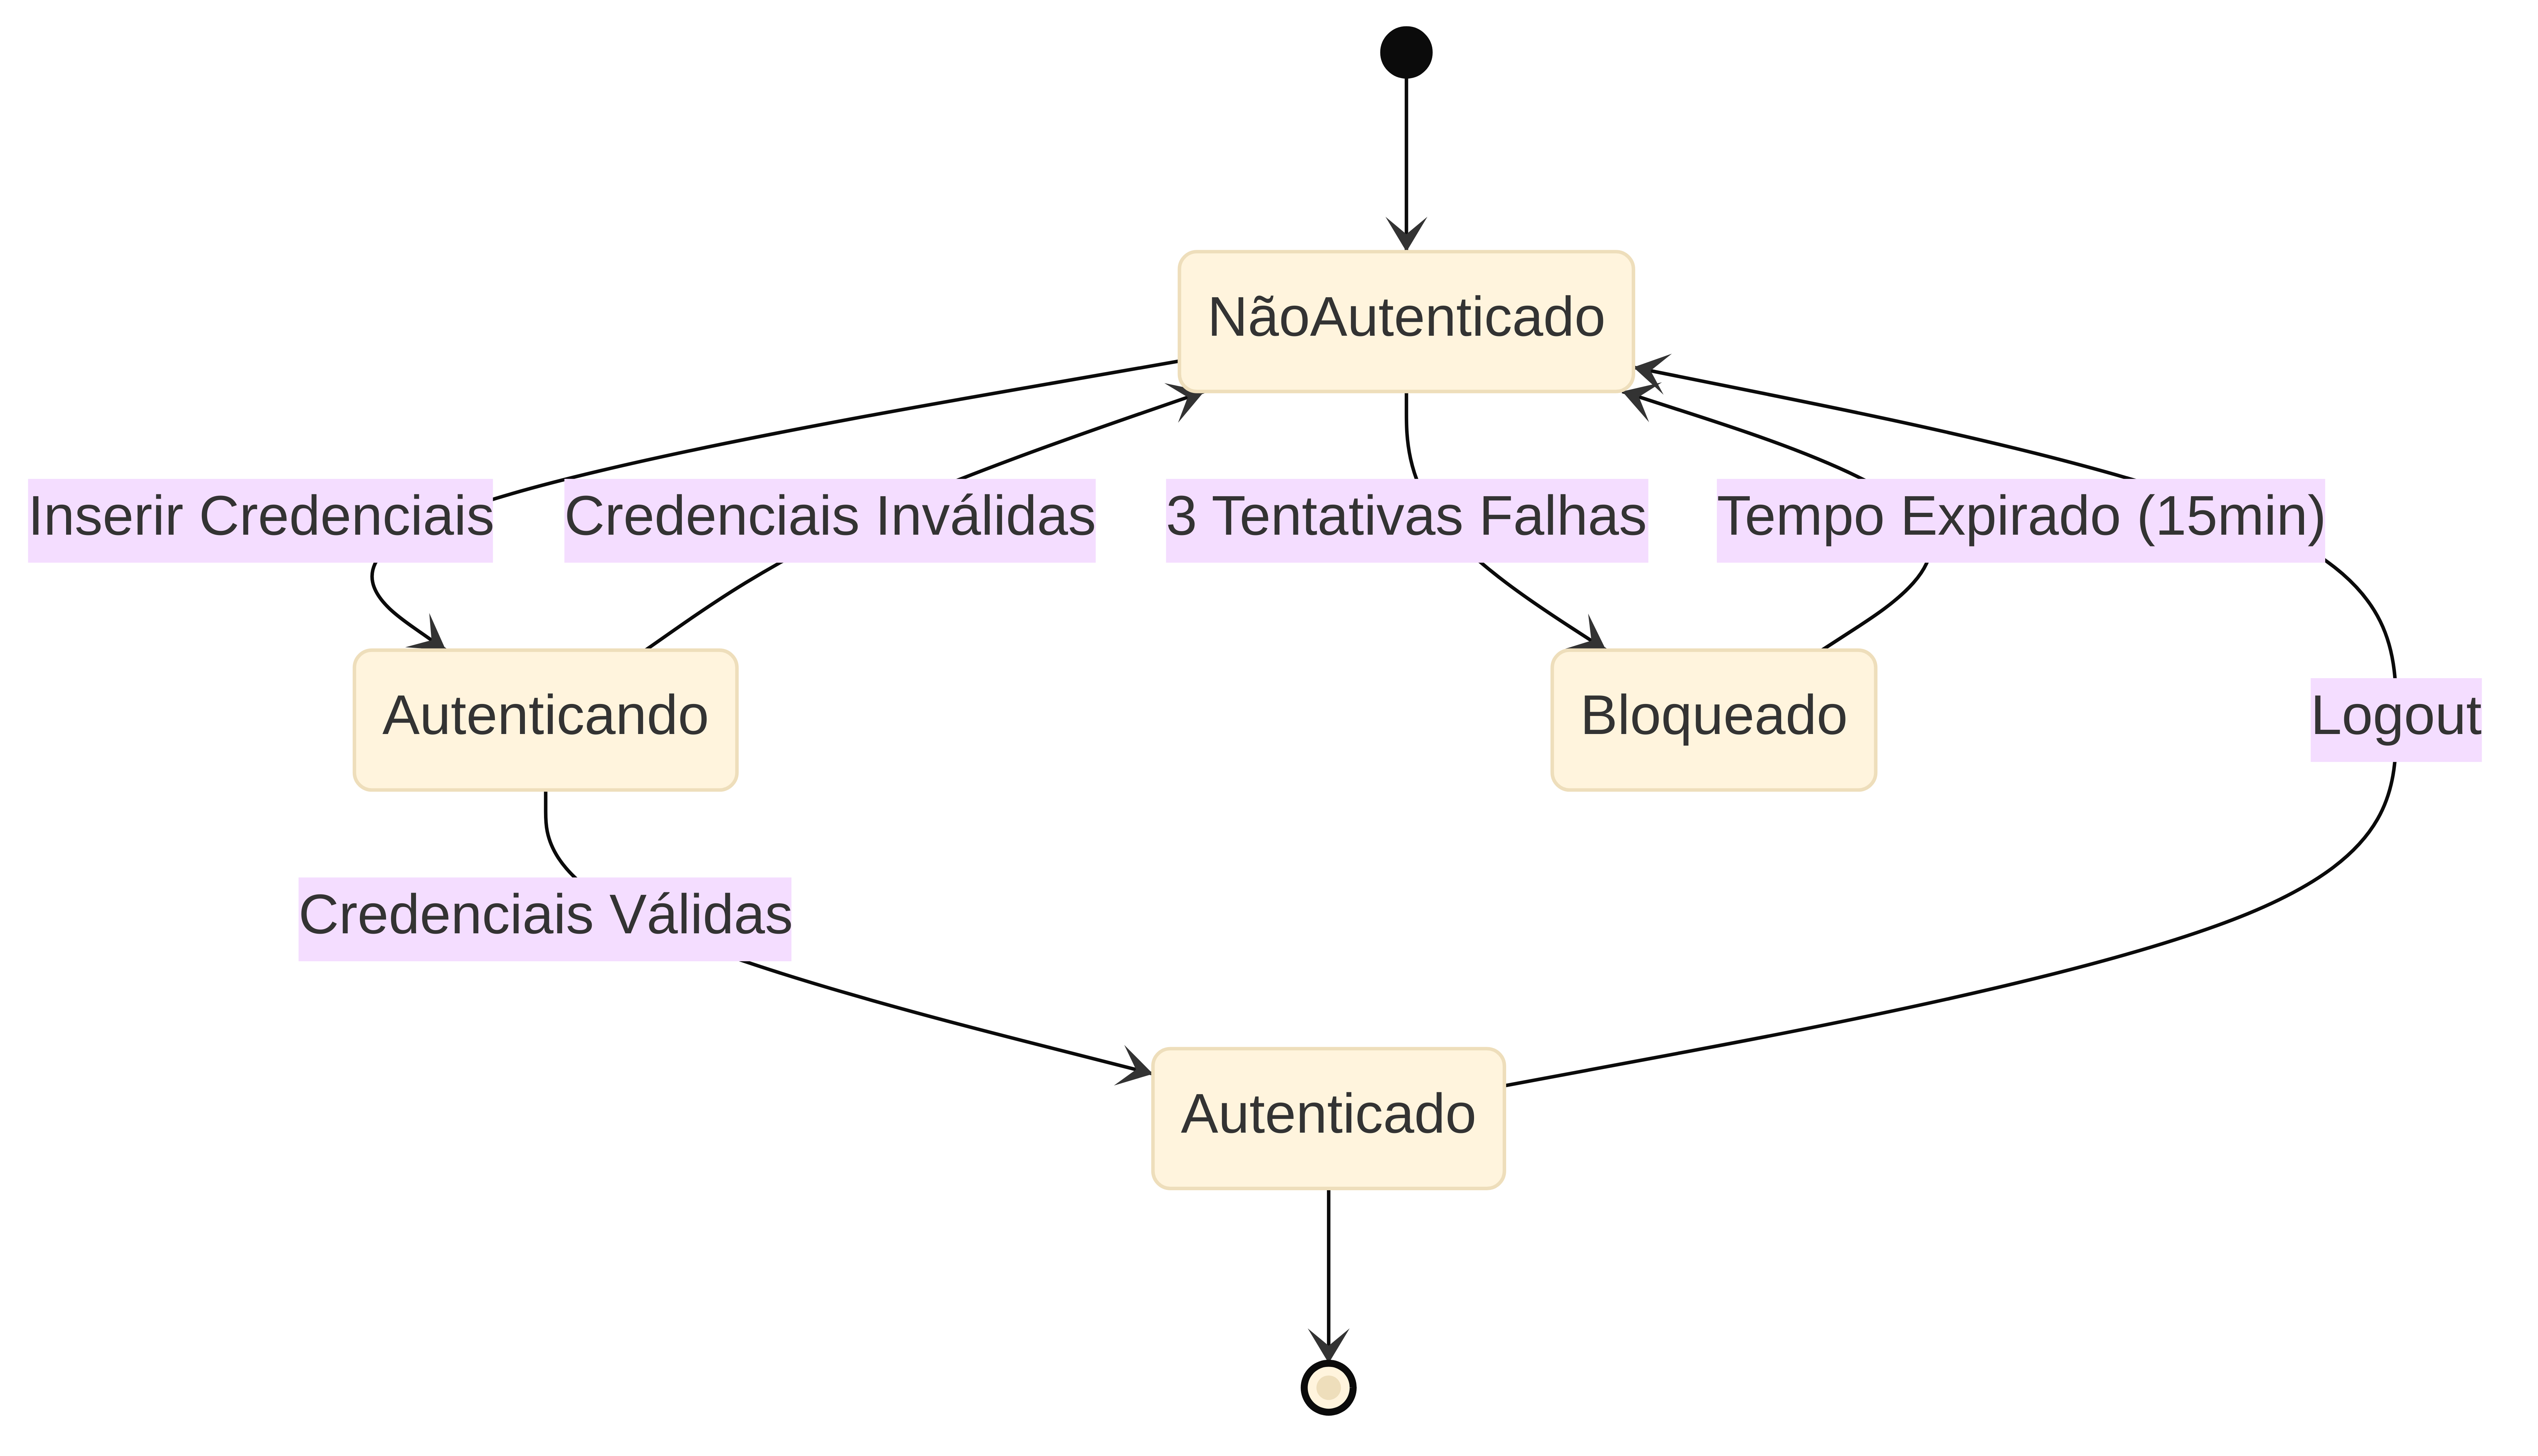 NãoAutenticado
Inserir Credenciais
Credenciais Inválidas
3 Tentativas Falhas
Tempo Expirado (15min)
Autenticando
Bloqueado
Logout
Credenciais Válidas
Autenticado